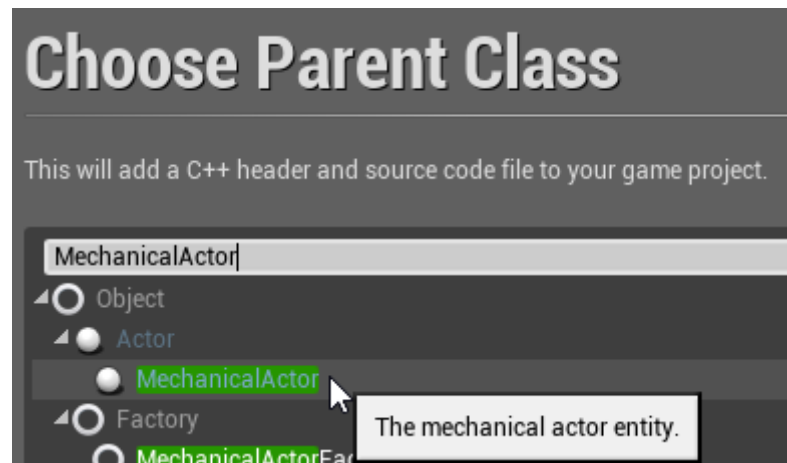 Choose Parent Class
This will add a C++ header and source code file to your game project.
MechanicalActor
Object
Actor
MechanicalActor
Factory
The mechanical actor entity.
MechanicalActorFac